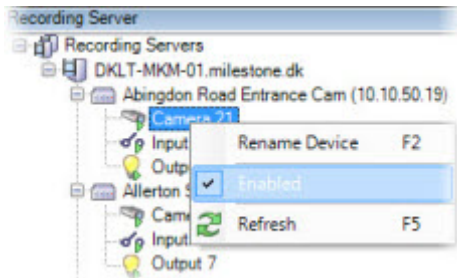 Recording Server
Recording Servers
DKLT-MKM-01.milestone.dk
Abingdon Road Entrance Cam (10.10.50.19)
Camera 21
Input
Rename Device F2
Outp
Enabled
Allerton S
Came
Refresh F5
Input
Output 7